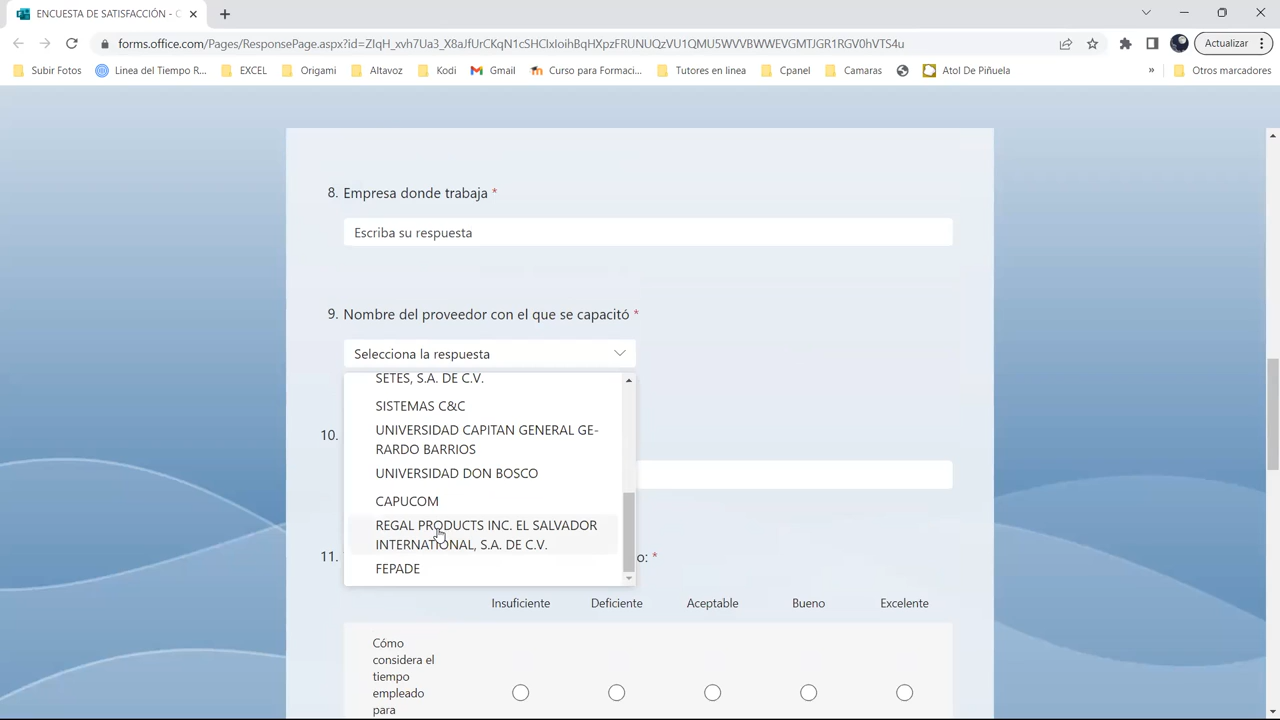 ENCUESTA DE SATISFACCIÓN - C
forms.office.com/Pages/ResponsePage.aspx?id=ZIqH_xvh7Ua3_X8aJfUCKqN1cSHCIxIoihBqHXpzFRUNUQzVU1QMU5WVVBWWEVGMTJGR1RGV0hVTS4u
Actualizar
Subir Fotos
Linea del Tiempo R...
EXCEL
Origami
Altavoz
Kodi
Gmail
Curso para Formaci...
Tutores en linea
Cpanel
Camaras
Atol De Piñuela
»
Otros marcadores
8. Empresa donde trabaja *
Escriba su respuesta
9. Nombre del proveedor con el que se capacitó *
Selecciona la respuesta
SETES, S.A. DE C.V.
SISTEMAS C&C
UNIVERSIDAD CAPITAN GENERAL GE-
RARDO BARRIOS
UNIVERSIDAD DON BOSCO
CAPUCOM
REGAL PRODUCTS INC. EL SALVADOR
INTERNATIONAL, S.A. DE C.V.
FEPADE
10.
11. o: *
Insuficiente Deficiente Aceptable Bueno Excelente
Cómo
considera el
tiempo
empleado
para